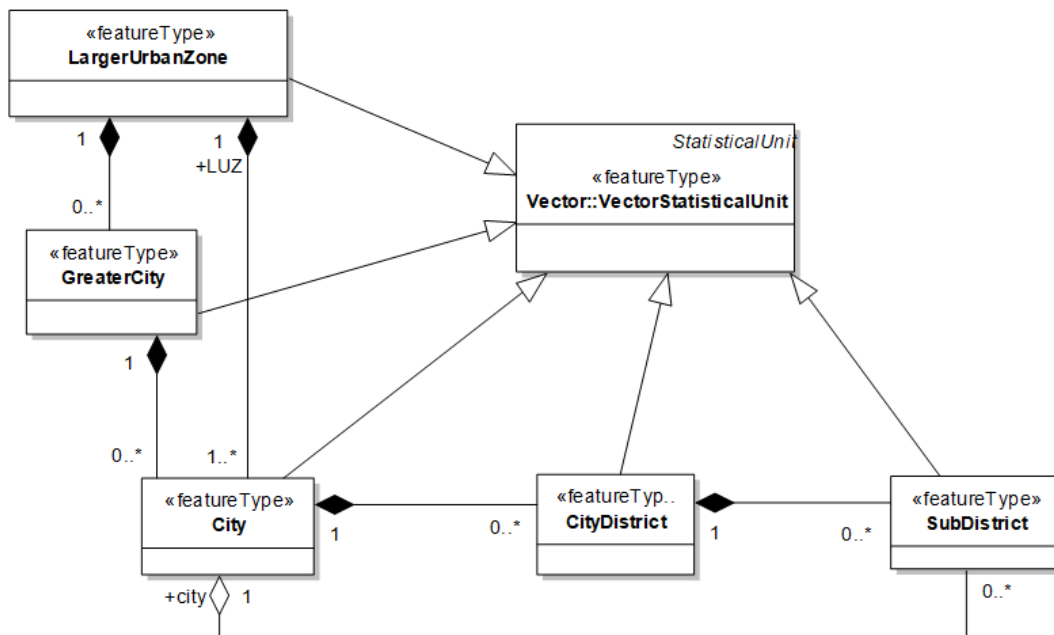 «featureType»
LargerUrbanZone
1
1
+LUZ
0..*
StatisticalUnit
«featureType»
Vector::VectorStatisticalUnit
«featureType»
GreaterCity
1
0..*
1..*
«featureType»
City
1
0..*
«featureTyp..
CityDistrict
1
0..*
«featureType»
SubDistrict
+city
1
0..*